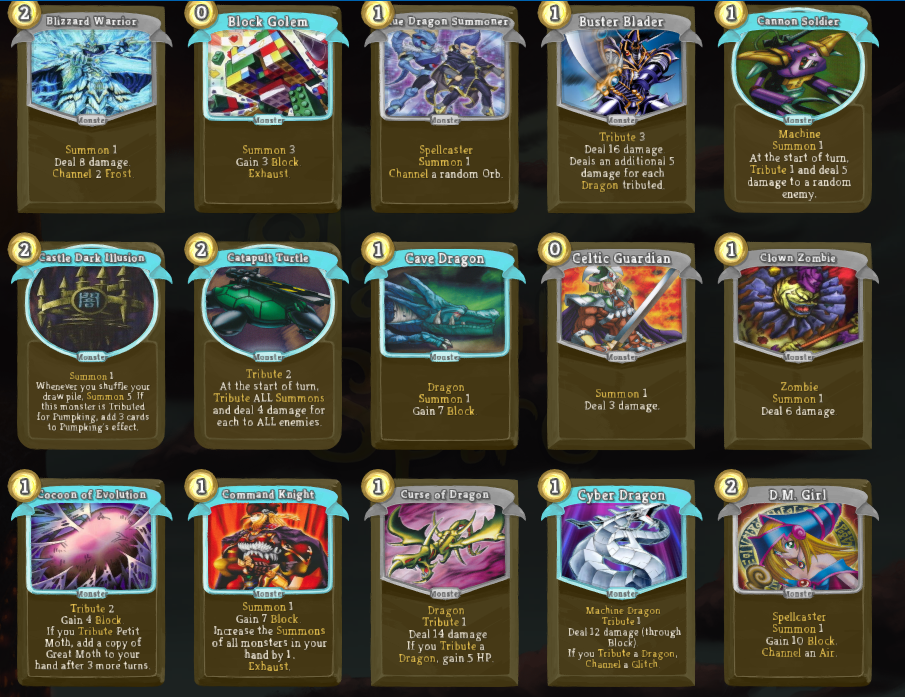 2
Blizzard Warrior
Monster
Summon 1
Deal 8 damage.
Channel 2 Frost
0
Block Golem
Monster
Summon 3
Gain 3 Block
Exhaust
1
ue Dragon Summoner
Monster
Spellcaster
Summon 1
Channel a random Orb.
1
Buster Blader
Monster
Tribute 3
Deal 16 damage.
Deals an additional 5
damage for each
Dragon tributed.
1
Cannon Soldier
Monster
Machine
Summon 1
At the start of turn,
Tribute 1 and deal 5
damage to a random
enemy.
2
Castle Dark Illusion
闇
Monster
Summon 1
Whenever you shuffle your
draw pile, Summon 5. If
this monster is Tributed
for Pumpking, add 3 cards
to Pumpking's effect.
2
Catapult Turtle
Monster
Tribute 2
At the start of turn,
Tribute ALL Summons
and deal 4 damage for
each to ALL enemies.
1
Cave Dragon
Monster
Dragon
Summon 1
Gain 7 Block
0
Celtic Guardian
Monster
Summon 1
Deal 3 damage.
1
Clown Zombie
Monster
Zombie
Summon 1
Deal 6 damage.
1
Cocoon of Evolution
Monster
Tribute 2
Gain 4 Block
If you Tribute Petit
Moth, add a copy of
Great Moth to your
hand after 3 more turns.
1
Command Knight
Monster
Summon 1
Gain 7 Block
Increase the Summons
of all monsters in your
hand by 1.
Exhaust.
1
Curse of Dragon
Monster
Dragon
Tribute 1
Deal 14 damage
If you Tribute a
Dragon, gain 5 HP.
1
Cyber Dragon
Monster
Machine Dragon
Tribute 1
Deal 12 damage (through
Block)
If you Tribute a Dragon,
Channel a Glitch
2
D.M. Girl
Monster
Spellcaster
Summon 1
Gain 10 Block.
Channel an Air.